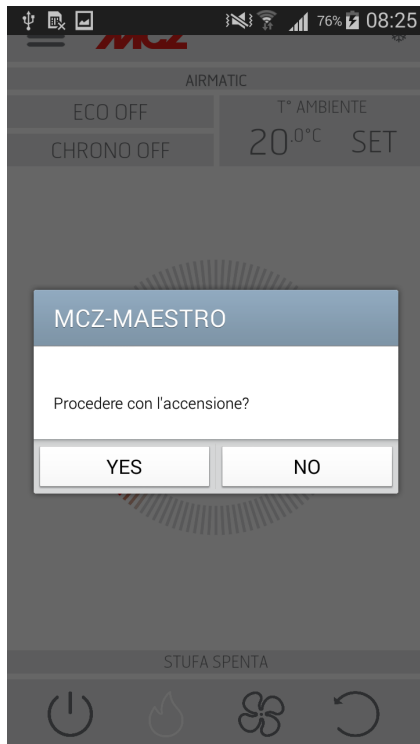 76% 08:25
MCZ
AIRMATIC
ECO OFF
T° AMBIENTE
CHRONO OFF
20.0°C SET
MCZ-MAESTRO
Procedere con l'accensione?
YES NO
STUFA SPENTA